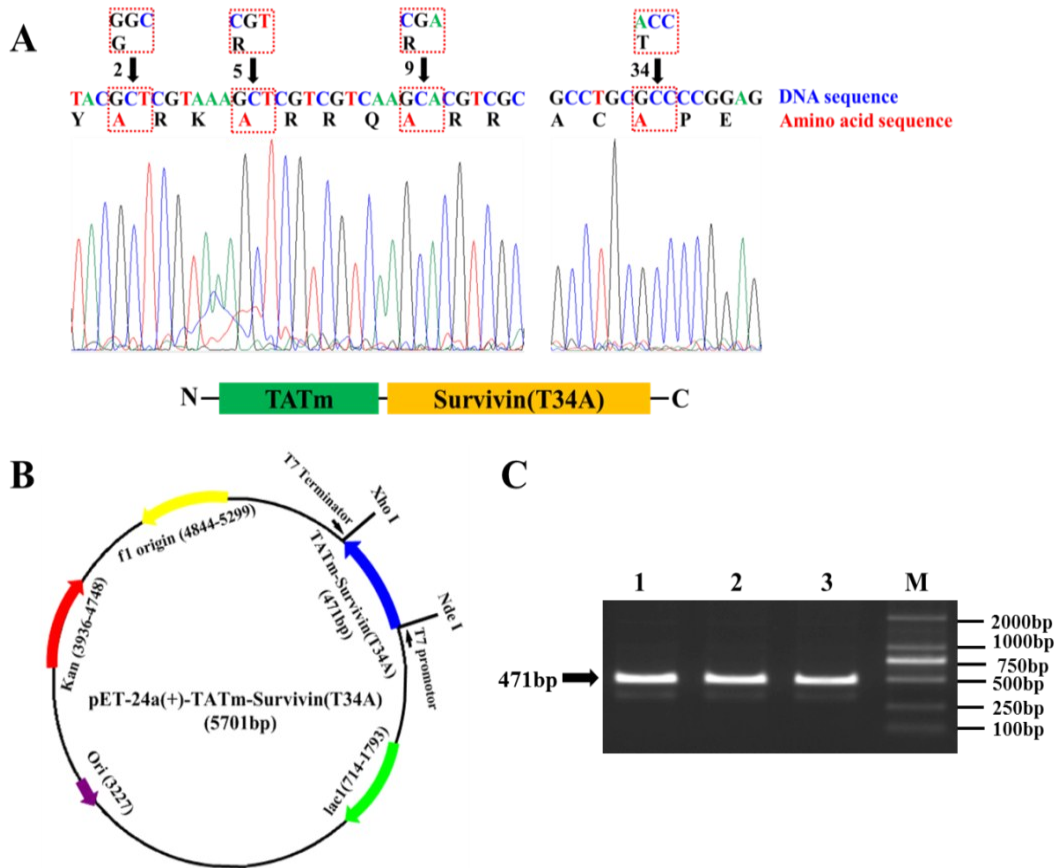 A
GGC CGT CGA ACC
G R R T
2 5 9 34
TACGCTCGTAAAGCTCGTCGTCAAGCACGTCGC GCCTGCGCCCCGGAG DNA sequence
Y A R K A R R Q A R R A C A P E Amino acid sequence
N TATm Survivin(T34A) C
B
T7 Terminator
Xho I
f1 origin (4844-5299)
TATm-Survivin(T34A)
(471bp)
Nde I
T7 promotor
Kan (3936-4748)
pET-24a(+)-TATm-Survivin(T34A)
(5701bp)
Ori (3227)
lac1(714-1793)
C
1 2 3 M
2000bp
1000bp
750bp
471bp
500bp
250bp
100bp